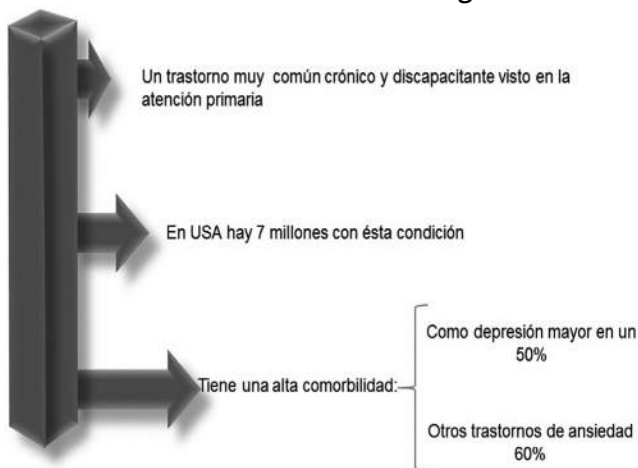 Un trastorno muy común crónico y discapacitante visto en la
atención primaria
En USA hay 7 millones con ésta condición
Tiene una alta comorbilidad:
Como depresión mayor en un
50%
Otros trastornos de ansiedad
60%